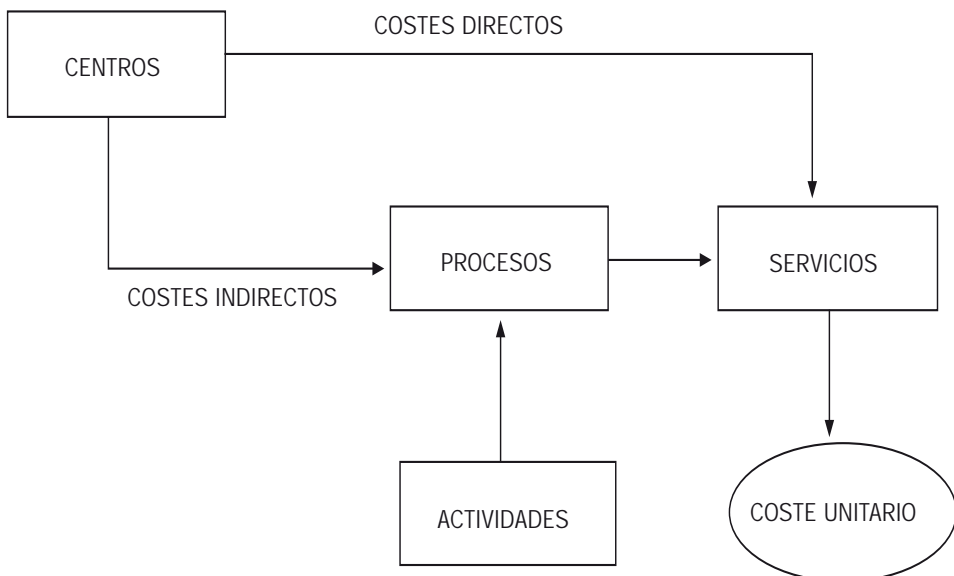 COSTES DIRECTOS
CENTROS
PROCESOS
SERVICIOS
COSTES INDIRECTOS
ACTIVIDADES
COSTE UNITARIO